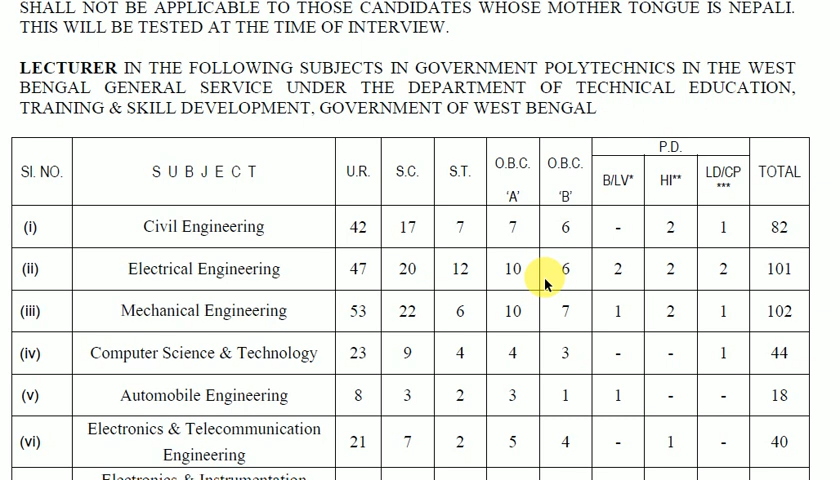 SHALL NOT BE APPLICABLE TO THOSE CANDIDATES WHOSE MOTHER TONGUE IS NEPALI.
THIS WILL BE TESTED AT THE TIME OF INTERVIEW.
LECTURER IN THE FOLLOWING SUBJECTS IN GOVERNMENT POLYTECHNICS IN THE WEST
BENGAL GENERAL SERVICE UNDER THE DEPARTMENT OF TECHNICAL EDUCATION,
TRAINING & SKILL DEVELOPMENT, GOVERNMENT OF WEST BENGAL
SI. NO. S U B J E C T U.R. S.C. S.T. O.B.C. 'A' O.B.C. 'B' P.D. B/LV* HI** LD/CP *** TOTAL
(i) Civil Engineering 42 17 7 7 6 - 2 1 82
(ii) Electrical Engineering 47 20 12 10 6 2 2 2 101
(iii) Mechanical Engineering 53 22 6 10 7 1 2 1 102
(iv) Computer Science & Technology 23 9 4 4 3 - - 1 44
(v) Automobile Engineering 8 3 2 3 1 1 - - 18
(vi) Electronics & Telecommunication
Engineering 21 7 2 5 4 - 1 - 40
Electronics & Instrumentation